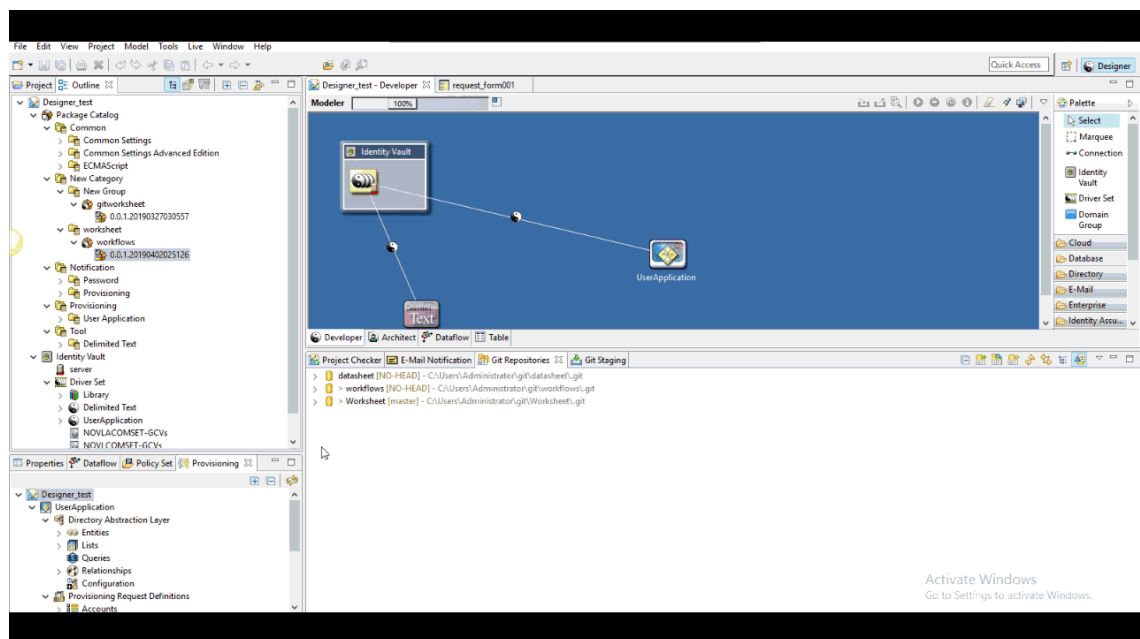 File Edit View Project Model Tools Live Window Help
Quick Access
Designer
Project
Outline
Designer_test
Package Catalog
Common
Common Settings
Common Settings Advanced Edition
ECMAScript
New Category
New Group
gitworksheet
0.0.1.20190327030557
worksheet
workflows
0.0.1.20190402025126
Notification
Password
Provisioning
Provisioning
User Application
Tool
Delimited Text
Identity Vault
server
Driver Set
Library
Delimited Text
UserApplication
NOVLACOMSET-GCVs
NOVLCOMSET-GCVs
Properties Dataflow Policy Set Provisioning
Designer_test
UserApplication
Directory Abstraction Layer
Entities
Lists
Queries
Relationships
Configuration
Provisioning Request Definitions
Accounts
Designer_test - Developer request_form001
Modeler 100%
Identity Vault
UserApplication
Text
Developer Architect Dataflow Table
Palette
Select
Marquee
Connection
Identity
Vault
Driver Set
Domain
Group
Cloud
Database
Directory
E-Mail
Enterprise
Identity Assu...
Project Checker E-Mail Notification Git Repositories Git Staging
datasheet [NO-HEAD] - C:\Users\Administrator\git\datasheet\.git
> workflows [NO-HEAD] - C:\Users\Administrator\git\workflows\.git
> Worksheet [master] - C:\Users\Administrator\git\Worksheet\.git
Activate Windows
Go to Settings to activate Windows.